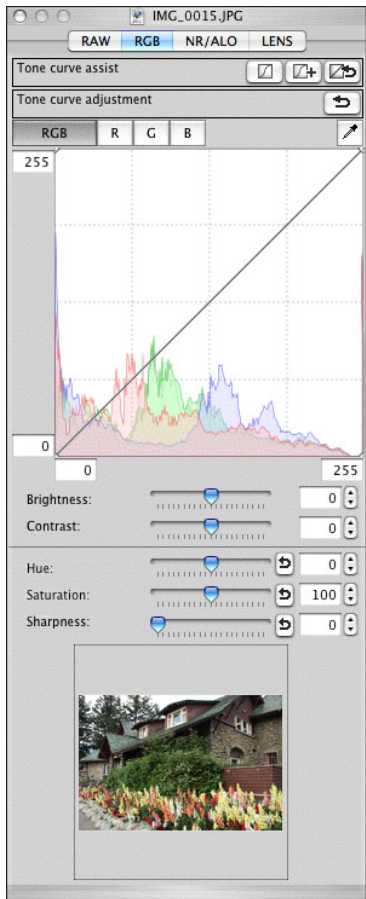 IMG_0015.JPG
RAW RGB NR/ALO LENS
Tone curve assist
Tone curve adjustment
RGB R G B
255
0
0 255
Brightness: 0
Contrast: 0
Hue: 0
Saturation: 100
Sharpness: 0